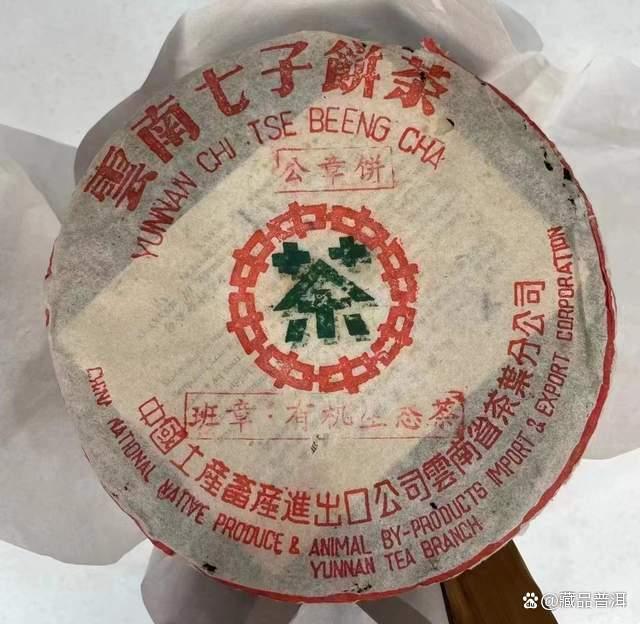 雲南七子餅茶
YUNNAN CHI TSE BEENG CHA
公章饼
茶
班章·有机生态茶
中國土產畜產進出口公司雲南省茶葉分公司
CHINA NATIONAL NATIVE PRODUCE & ANIMAL BY-PRODUCTS IMPORT & EXPORT CORPORATION
YUNNAN TEA BRANCH
@藏品普洱